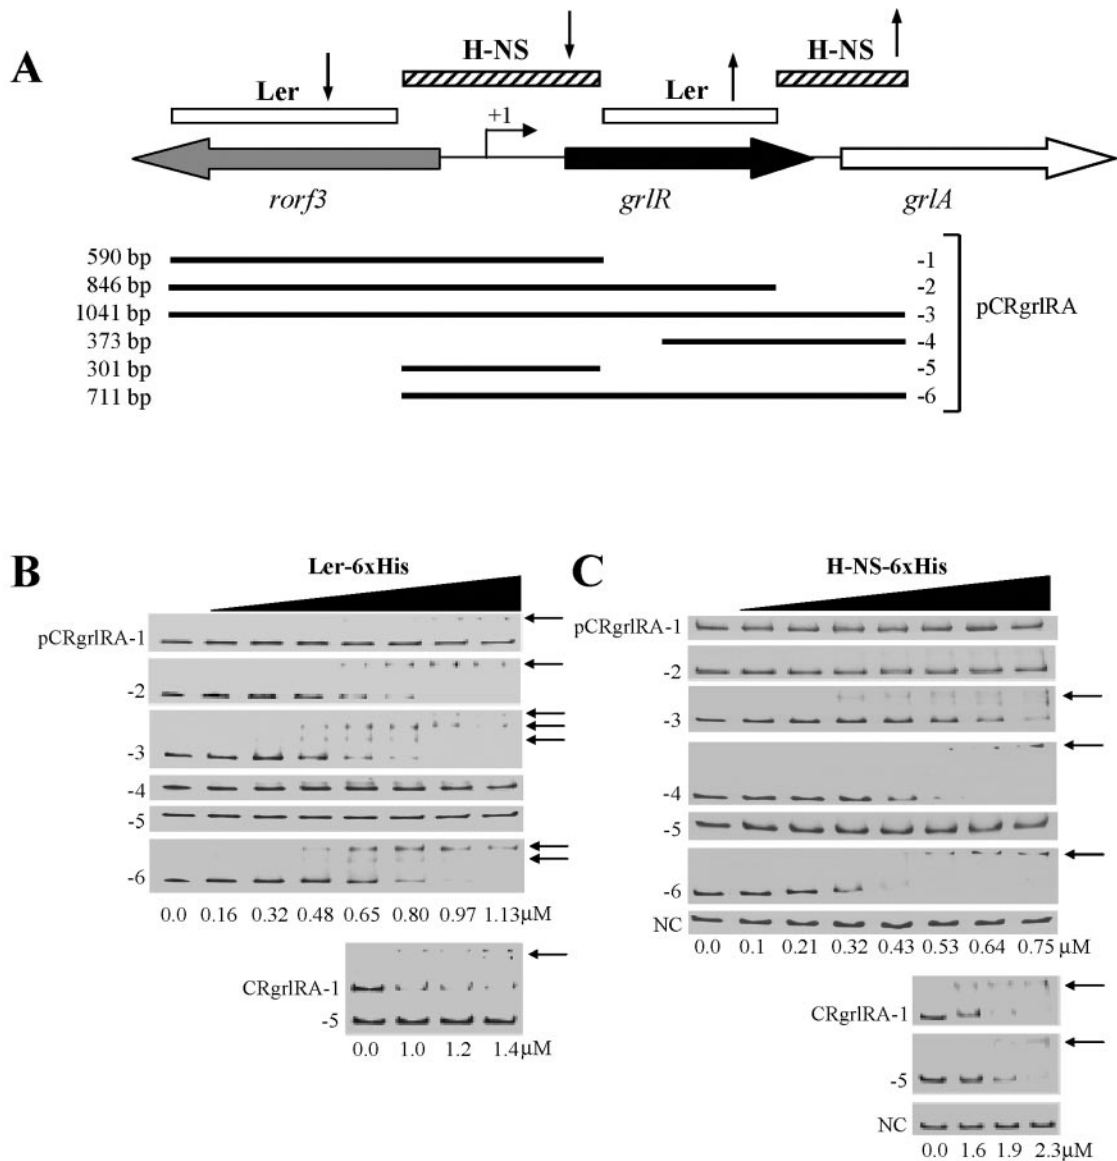 A
H-NS
H-NS
Ler
Ler
+1
rorf3
grlR
grlA
590 bp
-1
846 bp
-2
1041 bp
-3
pCRgrlRA
373 bp
-4
301 bp
-5
711 bp
-6
B
Ler-6xHis
pCRgrlRA-1
-2
-3
-4
-5
-6
0.0 0.16 0.32 0.48 0.65 0.80 0.97 1.13µM
CRgrlRA-1
-5
0.0 1.0 1.2 1.4µM
C
H-NS-6xHis
pCRgrlRA-1
-2
-3
-4
-5
-6
NC
0.0 0.1 0.21 0.32 0.43 0.53 0.64 0.75 µM
CRgrlRA-1
-5
NC
0.0 1.6 1.9 2.3µM